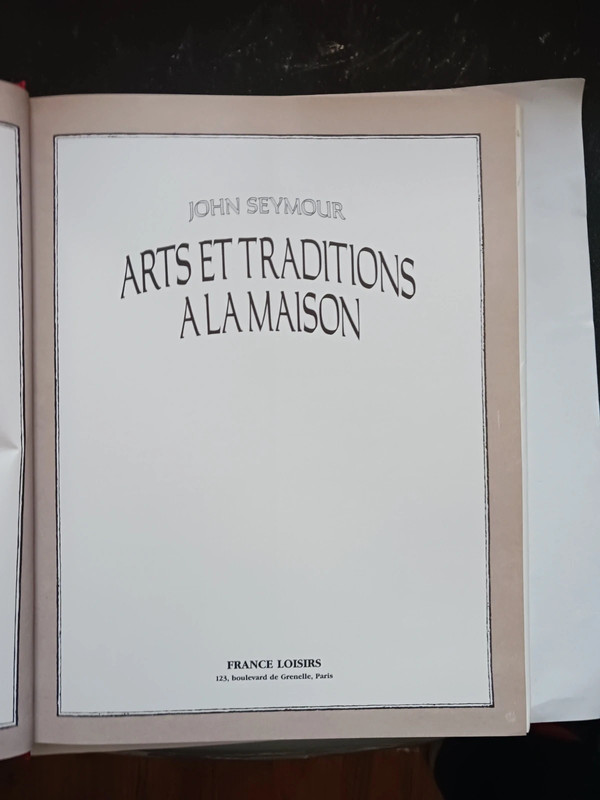 JOHN SEYMOUR
ARTS ET TRADITIONS
A LA MAISON
FRANCE LOISIRS
123, boulevard de Grenelle, Paris